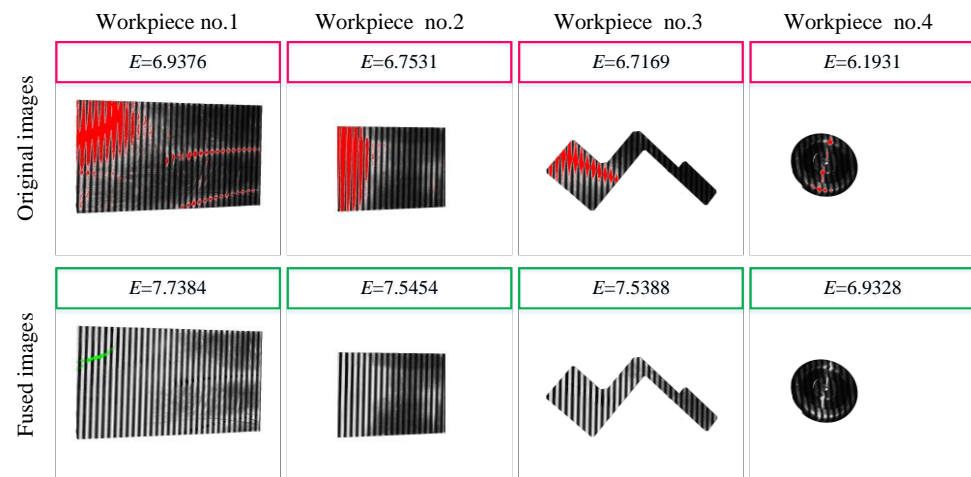 Workpiece no.1 Workpiece no.2 Workpiece no.3 Workpiece no.4
Original images
E=6.9376 E=6.7531 E=6.7169 E=6.1931
Fused images
E=7.7384 E=7.5454 E=7.5388 E=6.9328